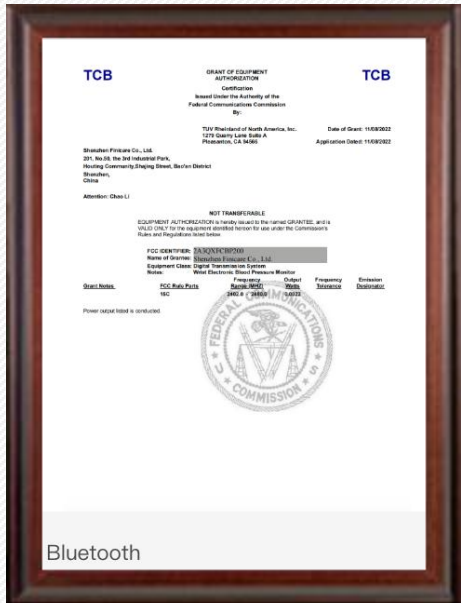 TCB
GRANT OF EQUIPMENT
AUTHORIZATION
TCB
Certification
Issued Under the Authority of the
Federal Communications Commission
By:
TUV Rheinland of North America, Inc.
1279 Quarry Lane Suite A
Pleasanton, CA 94566
Date of Grant: 11/08/2022
Application Dated: 11/08/2022
Shenzhen Finicare Co., Ltd.
201, No.50, the 3rd Industrial Park,
Houting Community,Shajing Street, Bao'an District
Shenzhen,
China
Attention: Chao Li
NOT TRANSFERABLE
EQUIPMENT AUTHORIZATION is hereby issued to the named GRANTEE, and is
VALID ONLY for the equipment identified hereon for use under the Commission's
Rules and Regulations listed below.
FCC IDENTIFIER: 2A3QXFCBP200
Name of Grantee: Shenzhen Finicare Co., Ltd.
Equipment Class: Digital Transmission System
Notes: Wrist Electronic Blood Pressure Monitor
Grant Notes FCC Rule Parts Frequency Range (MHZ) Output Watts Frequency Tolerance Emission Designator
15C 2402.0 2480.0
Power output listed is conducted.
FEDERAL COMMUNICATIONS COMMISSION
Bluetooth